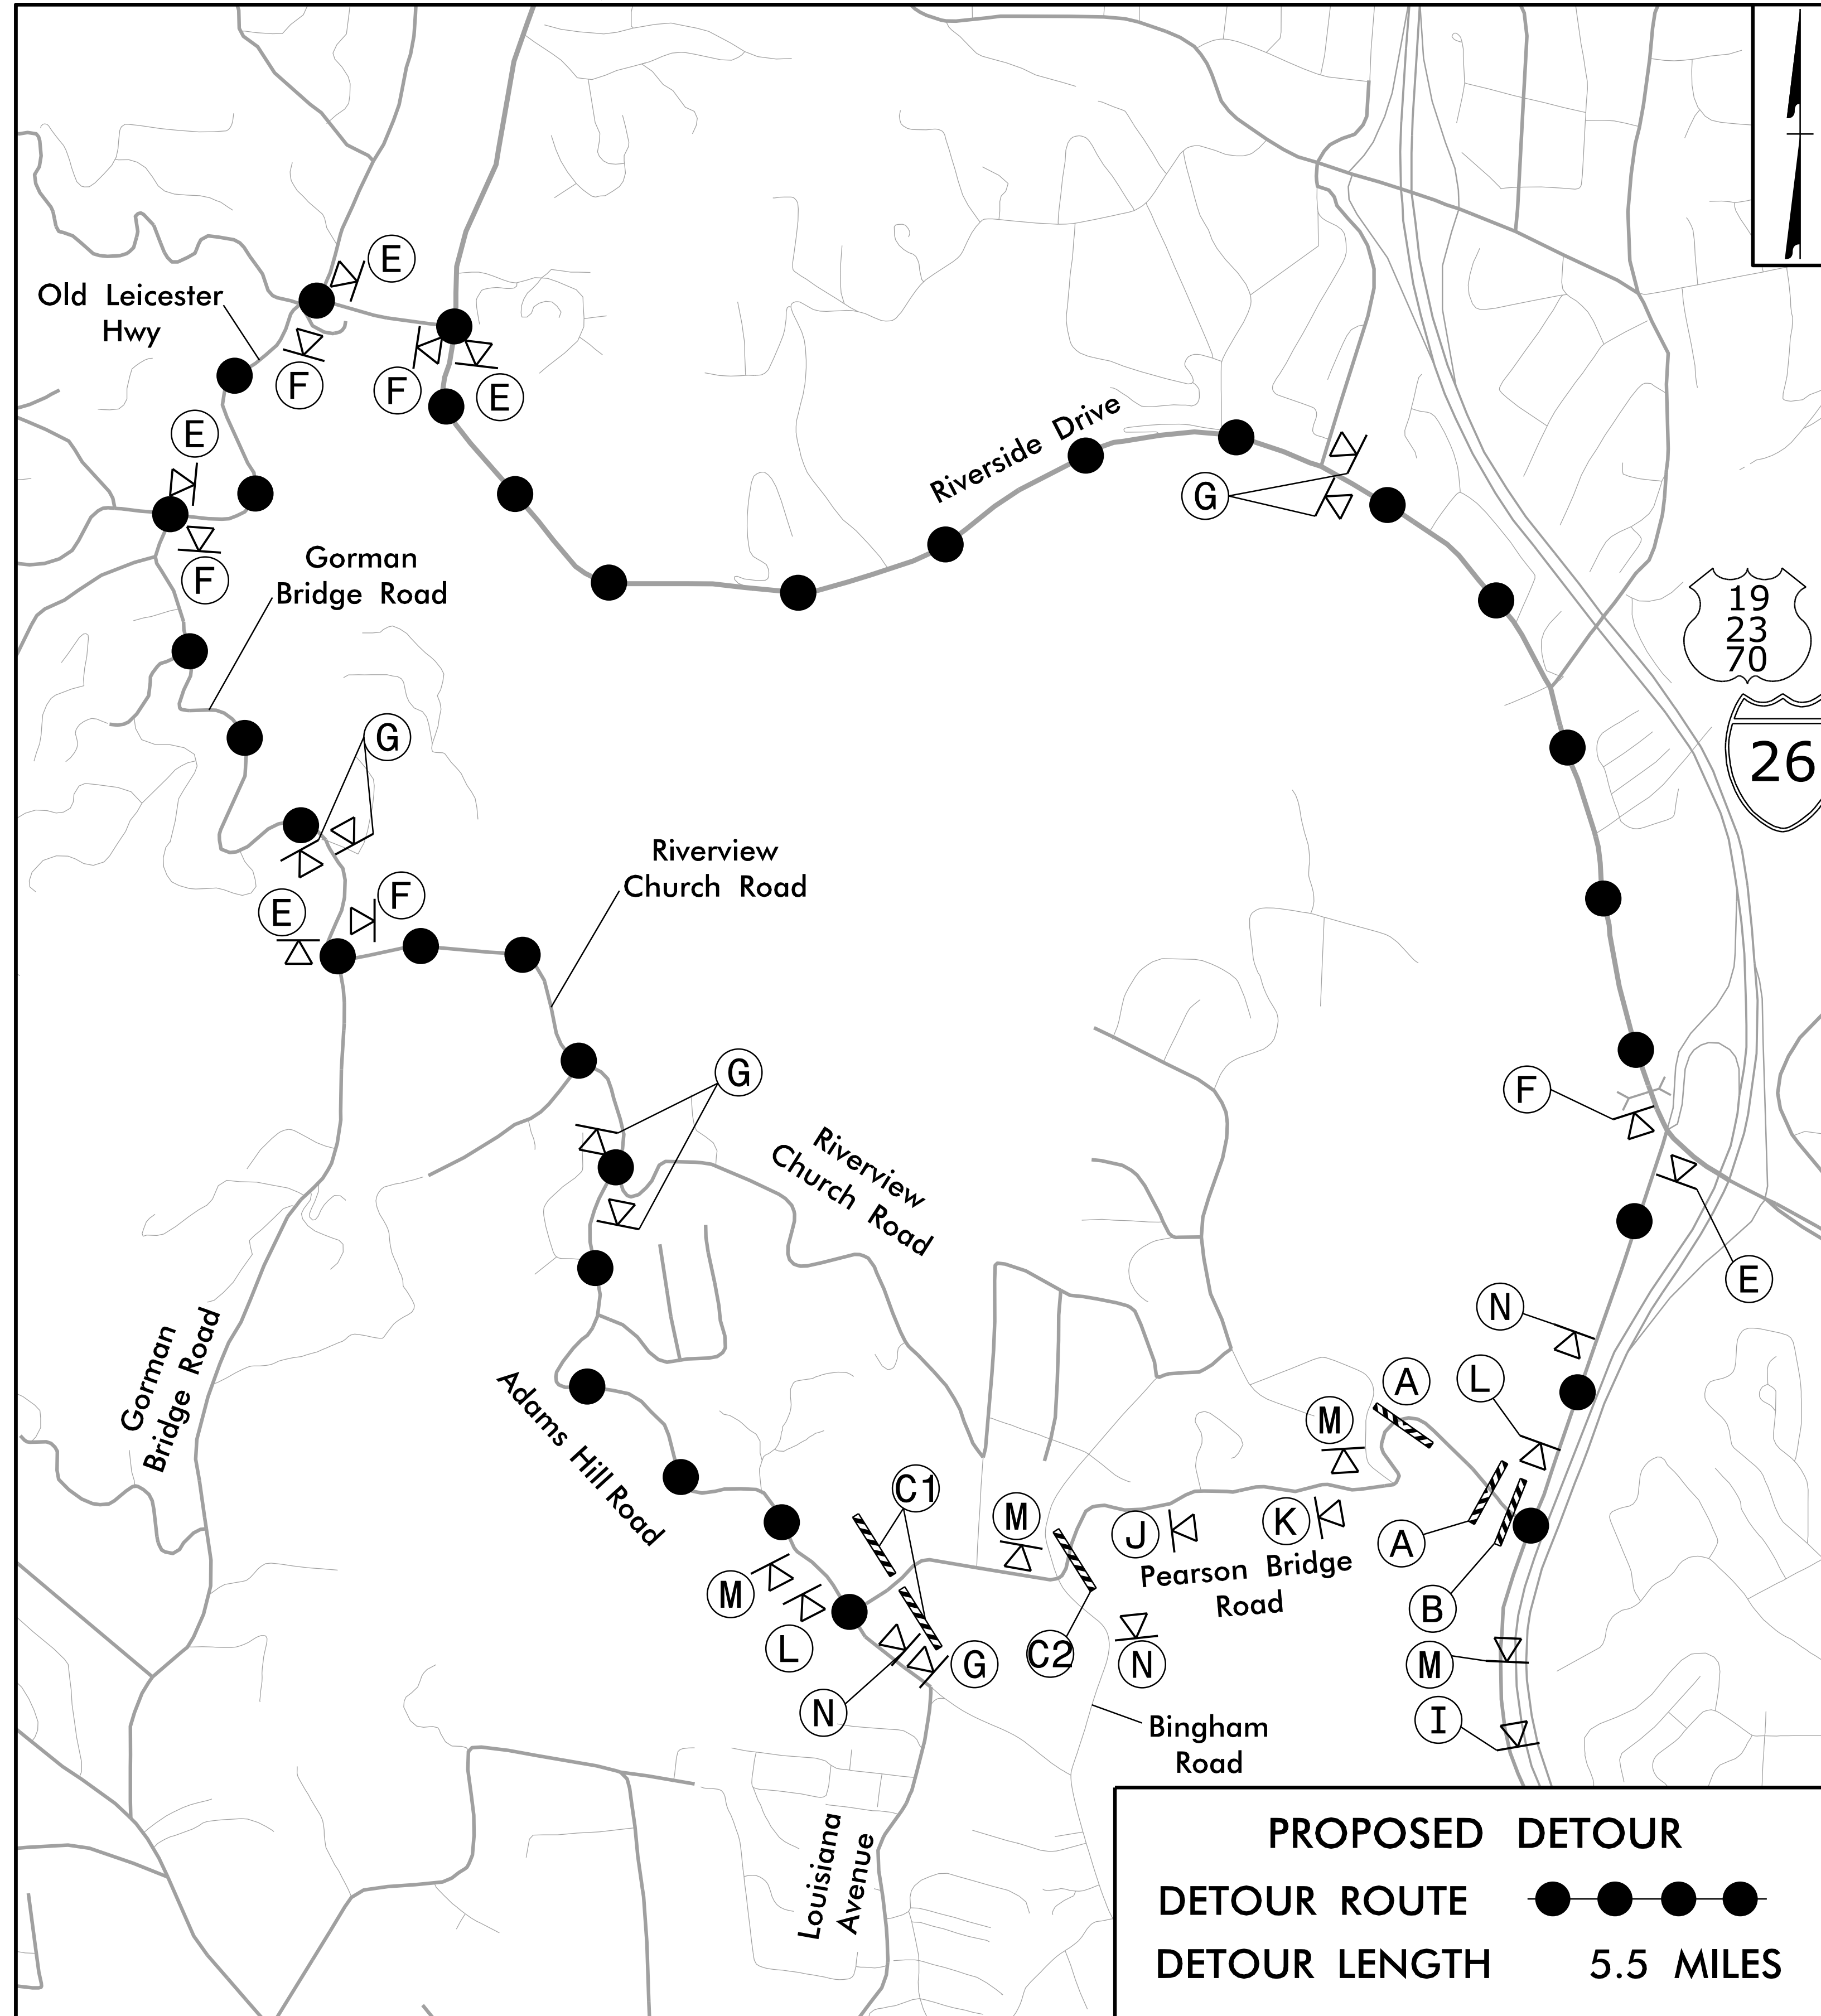 E
Old Leicester
Hwy
F
F
E
E
Riverside Drive
G
F
Gorman
Bridge Road
19
23
70
26
G
Riverview
Church Road
F
E
G
F
Riverview
Church Road
E
N
Gorman
Bridge Road
Adams Hill Road
A
L
M
C1
M
J
K
A
Pearson Bridge
Road
M
L
B
C2
N
G
M
N
I
Bingham
Road
Louisiana
Avenue
PROPOSED DETOUR
DETOUR ROUTE
DETOUR LENGTH 5.5 MILES